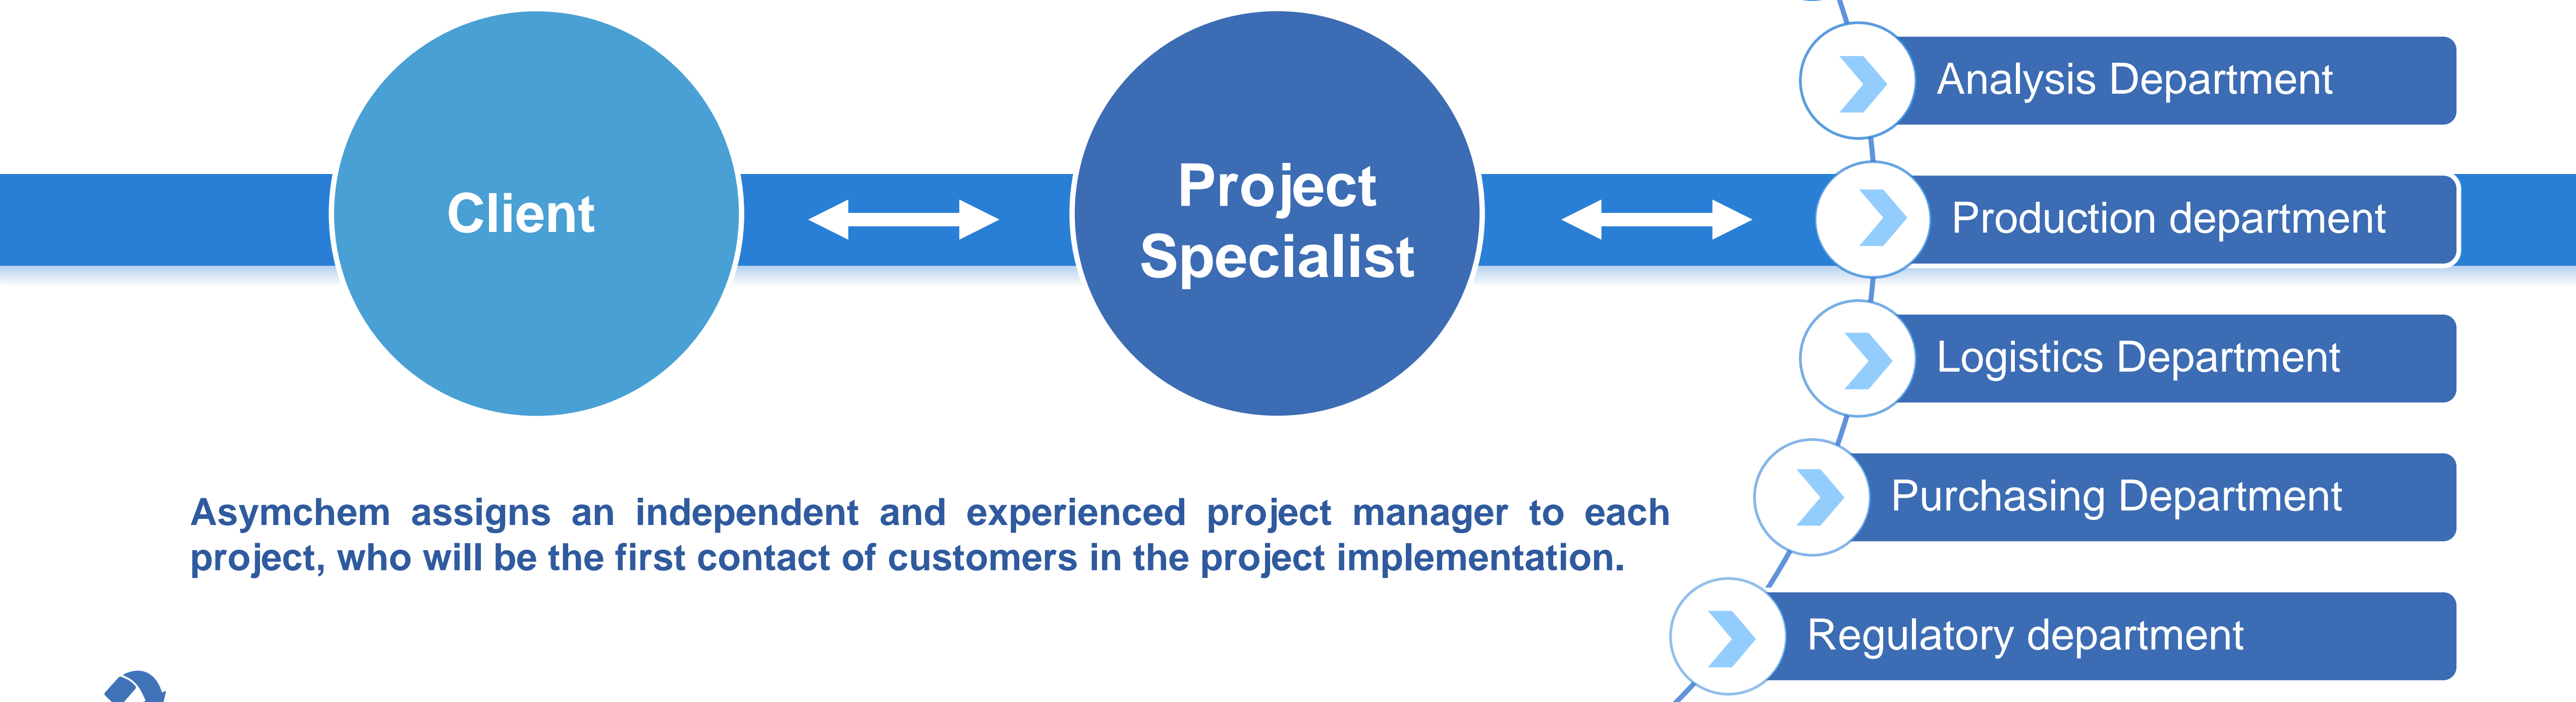 Client
Project
Specialist
Analysis Department
Production department
Logistics Department
Purchasing Department
Regulatory department
Asymchem assigns an independent and experienced project manager to each
project, who will be the first contact of customers in the project implementation.